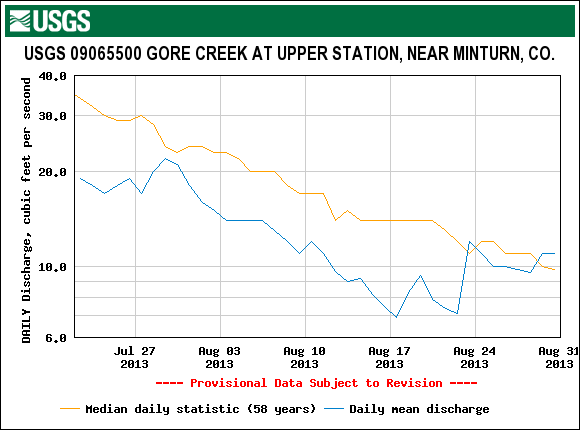 USGS
USGS 09065500 GORE CREEK AT UPPER STATION, NEAR MINTURN, CO.
DAILY Discharge, cubic feet per second
40.0
30.0
20.0
10.0
6.0
Jul 27 2013
Aug 03 2013
Aug 10 2013
Aug 17 2013
Aug 24 2013
Aug 31 2013
---- Provisional Data Subject to Revision ----
Median daily statistic (58 years)
Daily mean discharge